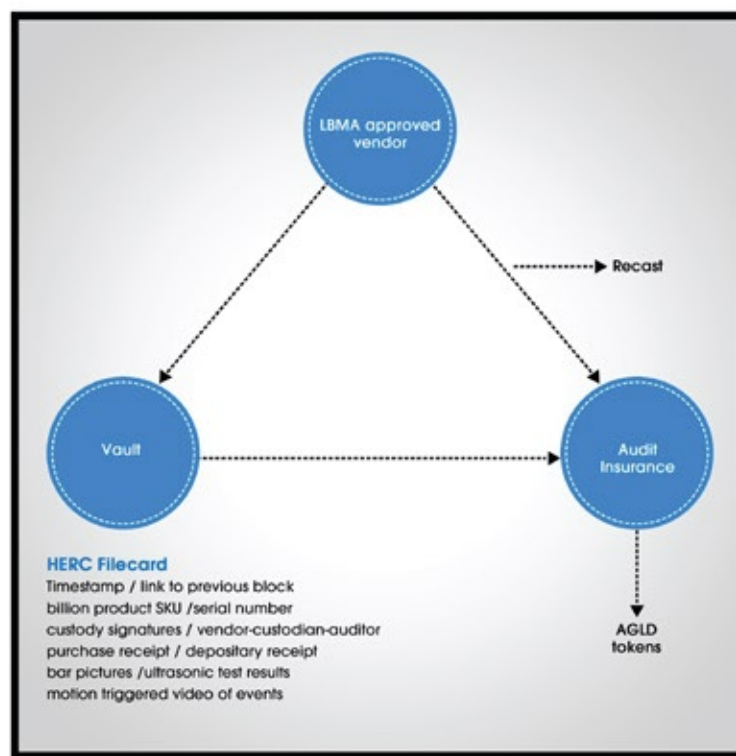 LBMA approved
vendor
Recast
Vault
Audit
Insurance
HERC Filecard
Timestamp / link to previous block
billion product SKU /serial number
custody signatures / vendor-custodian-auditor
purchase receipt / depositary receipt
bar pictures /ultrasonic test results
motion triggered video of events
AGLD
tokens